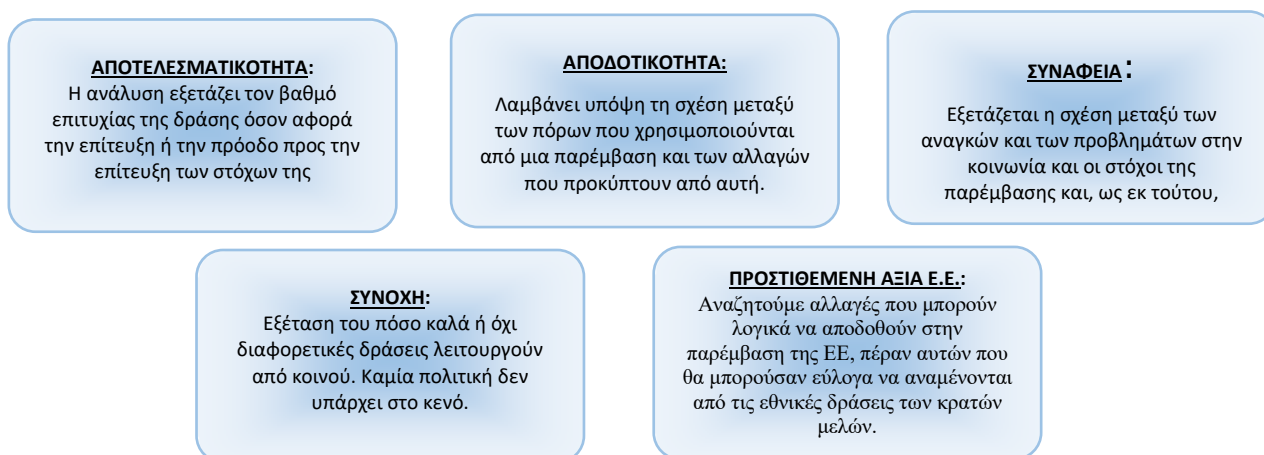 ΑΠΟΤΕΛΕΣΜΑΤΙΚΟΤΗΤΑ:
Η ανάλυση εξετάζει τον βαθμό
επιτυχίας της δράσης όσον αφορά
την επίτευξη ή την πρόοδο προς την
επίτευξη των στόχων της
ΑΠΟΔΟΤΙΚΟΤΗΤΑ:
Λαμβάνει υπόψη τη σχέση μεταξύ
των πόρων που χρησιμοποιούνται
από μια παρέμβαση και των αλλαγών
που προκύπτουν από αυτή.
ΣΥΝΑΦΕΙΑ:
Εξετάζεται η σχέση μεταξύ των
αναγκών και των προβλημάτων στην
κοινωνία και οι στόχοι της
παρέμβασης και, ως εκ τούτου,
ΣΥΝΟΧΗ:
Εξέταση του πόσο καλά ή όχι
διαφορετικές δράσεις λειτουργούν
από κοινού. Καμία πολιτική δεν
υπάρχει στο κενό.
ΠΡΟΣΤΙΘΕΜΕΝΗ ΑΞΙΑ Ε.Ε.:
Αναζητούμε αλλαγές που μπορούν
λογικά να αποδοθούν στην
παρέμβαση της ΕΕ, πέραν αυτών που
θα μπορούσαν εύλογα να αναμένονται
από τις εθνικές δράσεις των κρατών
μελών.